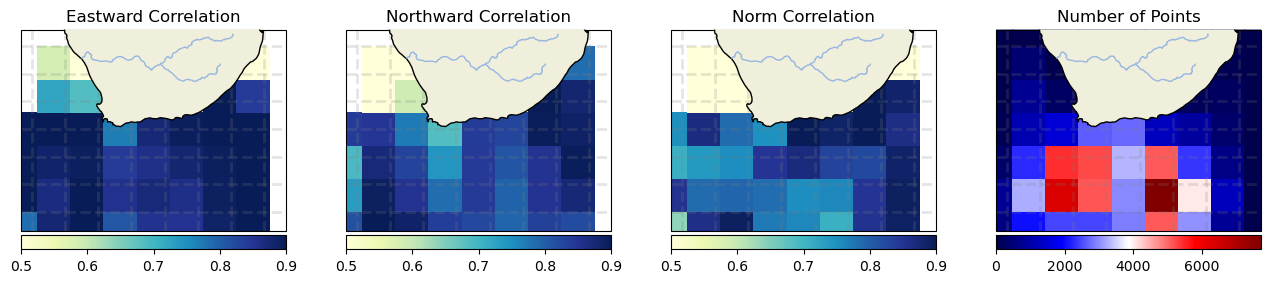 Eastward Correlation
Northward Correlation
Norm Correlation
Number of Points
0.5 0.6 0.7 0.8 0.9
0.5 0.6 0.7 0.8 0.9
0.5 0.6 0.7 0.8 0.9
0 2000 4000 6000